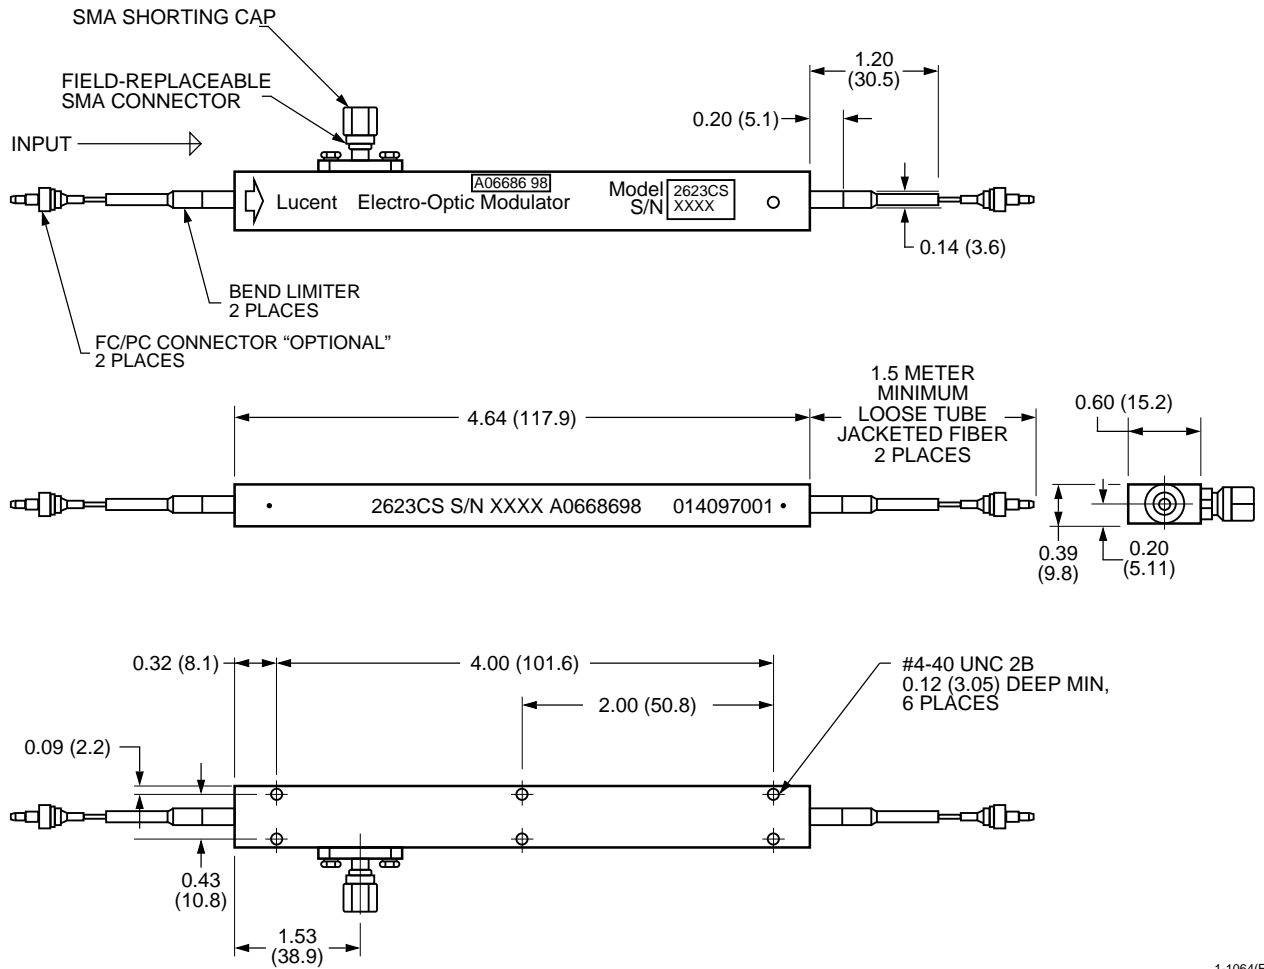 SMA SHORTING CAP
FIELD-REPLACEABLE
SMA CONNECTOR
INPUT
1.20
(30.5)
0.20 (5.1)
A06686 98
Lucent Electro-Optic Modulator
Model
S/N
2623CS
XXXX
0.14 (3.6)
BEND LIMITER
2 PLACES
FC/PC CONNECTOR “OPTIONAL”
2 PLACES
4.64 (117.9)
1.5 METER
MINIMUM
LOOSE TUBE
JACKETED FIBER
2 PLACES
0.60 (15.2)
2623CS S/N XXXX A0668698 014097001
0.39
(9.8)
0.20
(5.11)
0.32 (8.1)
4.00 (101.6)
#4-40 UNC 2B
0.12 (3.05) DEEP MIN,
6 PLACES
2.00 (50.8)
0.09 (2.2)
0.43
(10.8)
1.53
(38.9)